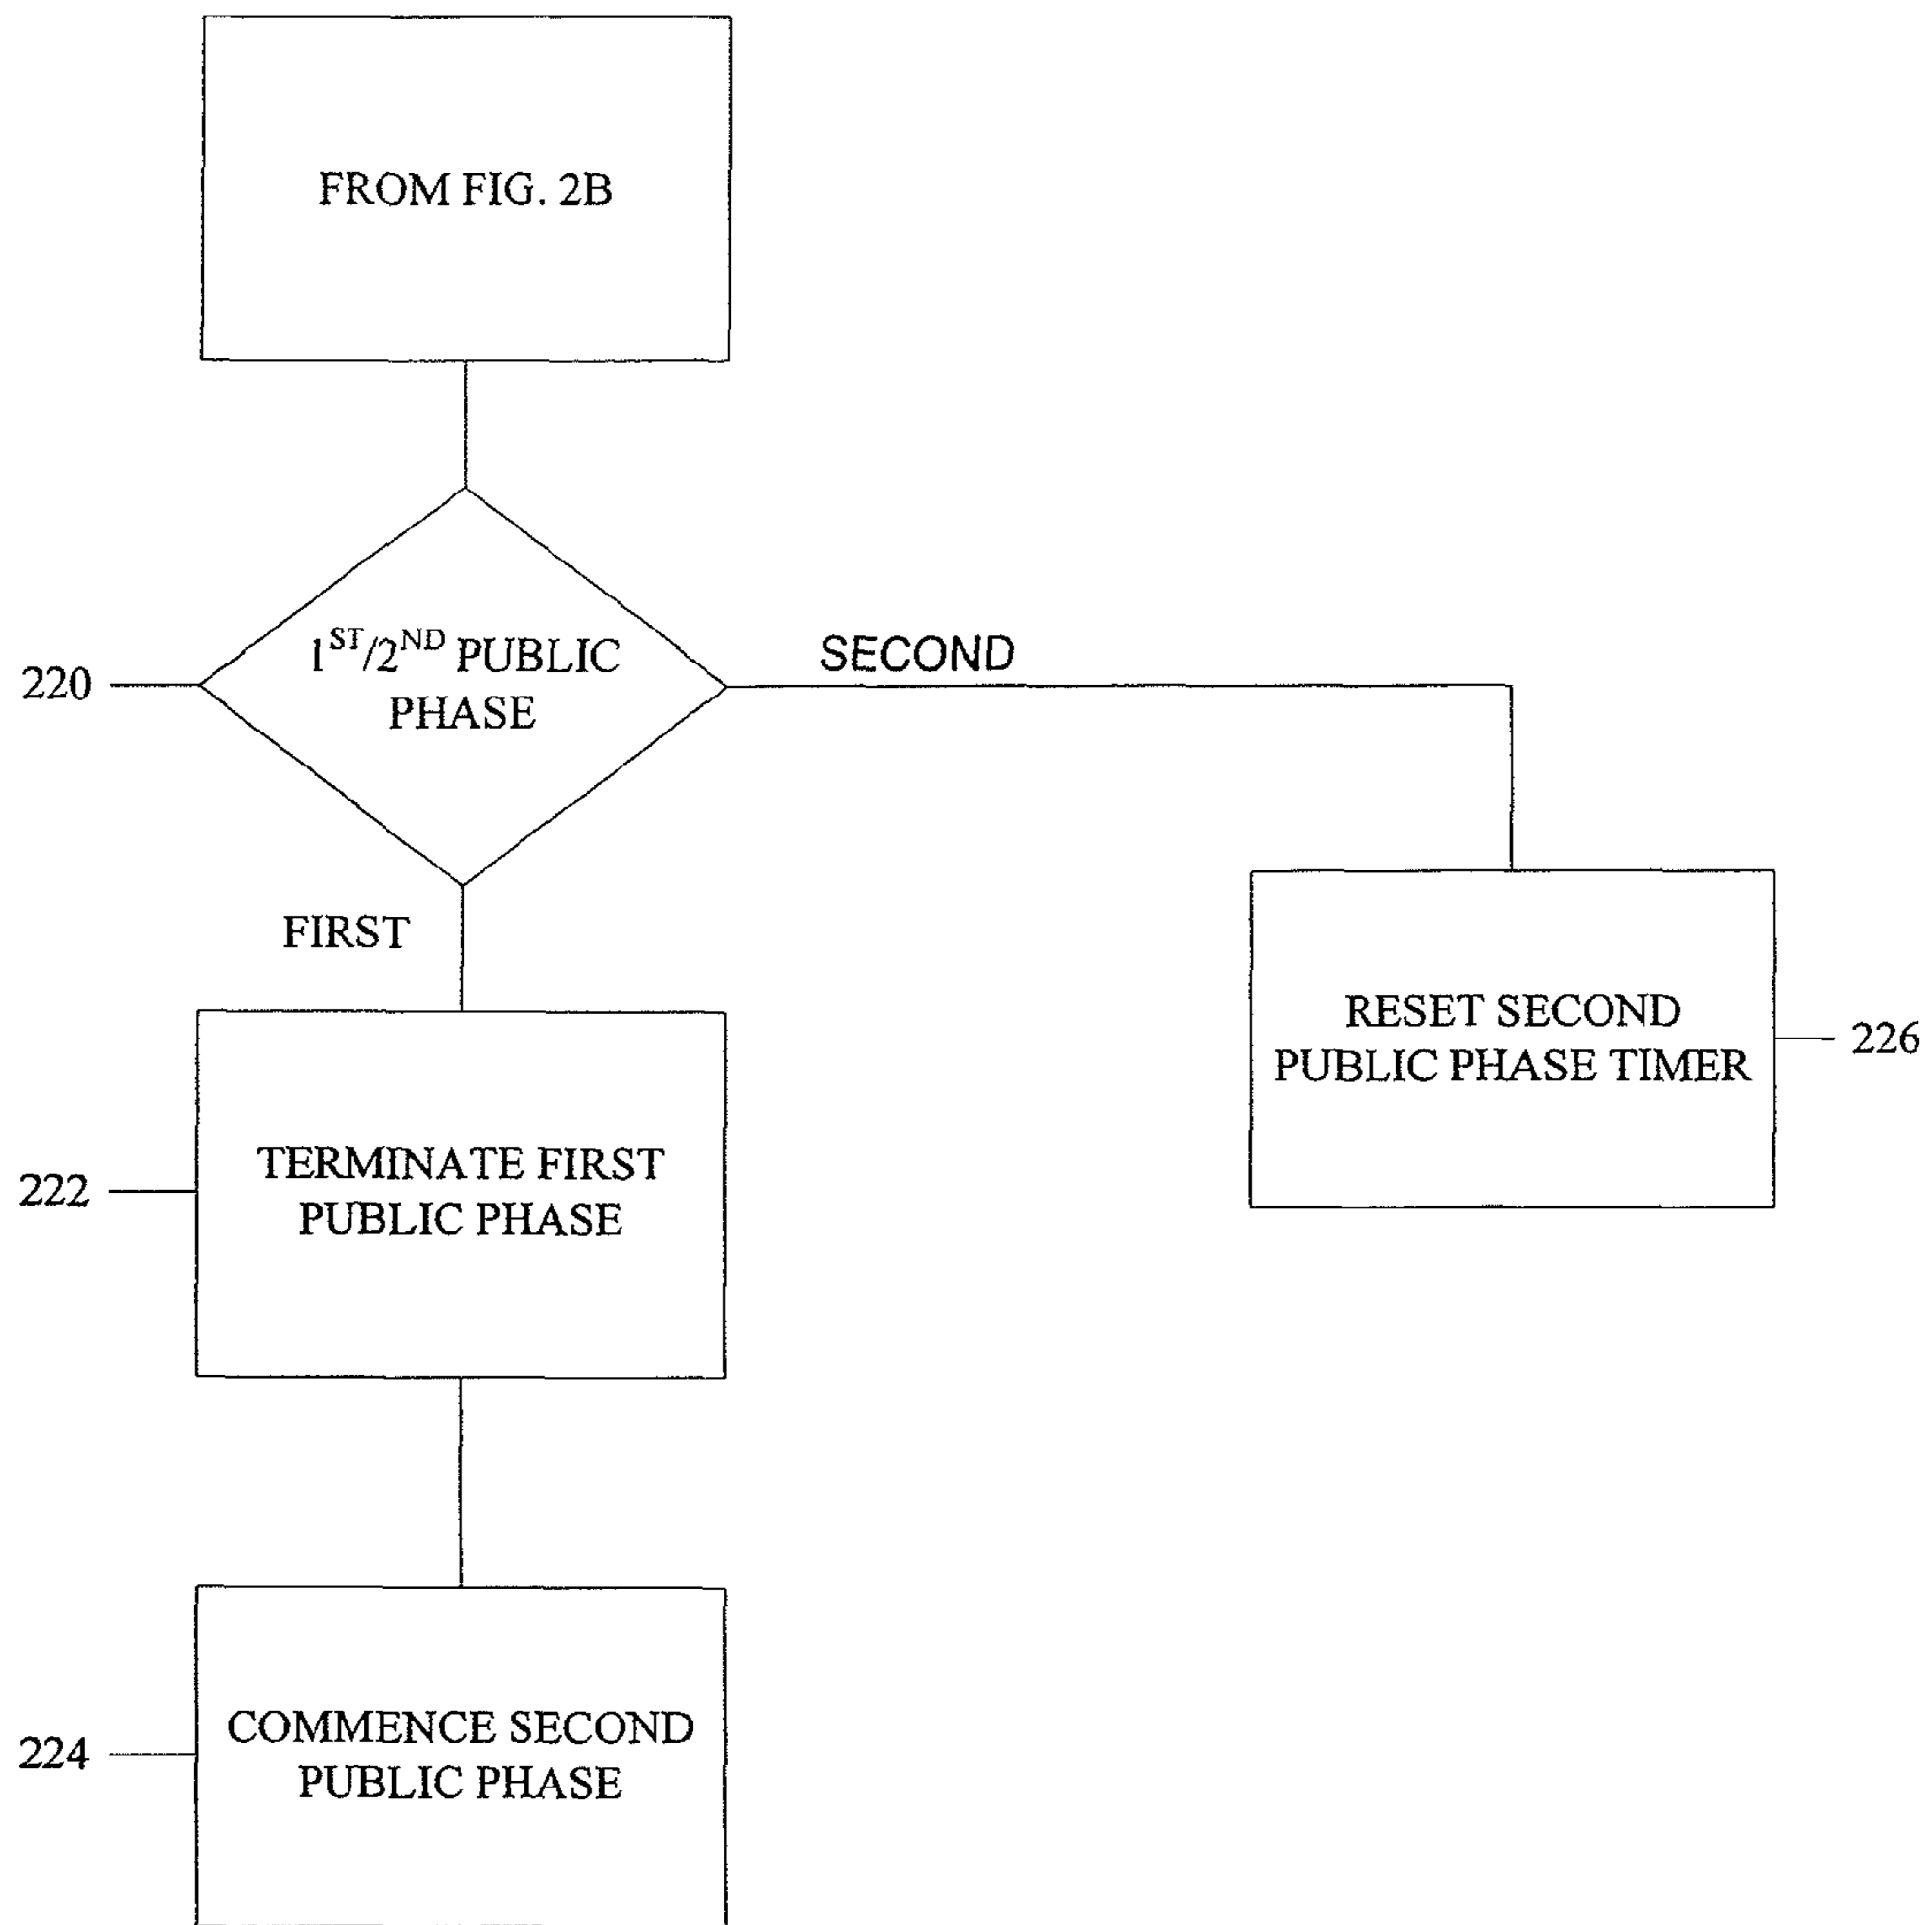 FROM FIG. 2B
220
1ST/2ND PUBLIC
PHASE
SECOND
FIRST
RESET SECOND
PUBLIC PHASE TIMER
226
222
TERMINATE FIRST
PUBLIC PHASE
224
COMMENCE SECOND
PUBLIC PHASE